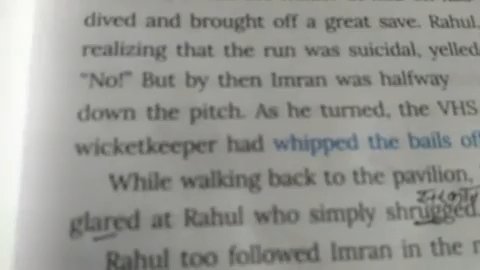 dived and brought off a great save. Rahul,
realizing that the run was suicidal, yelled
“No!” But by then Imran was halfway
down the pitch. As he turned, the VHS
wicketkeeper had whipped the bails off
While walking back to the pavilion,
glared at Rahul who simply shrugged.
Rahul too followed Imran in the